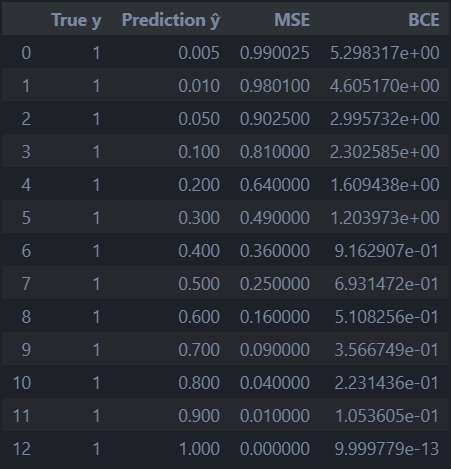 True y Prediction ŷ MSE BCE
0 1 0.005 0.990025 5.298317e+00
1 1 0.010 0.980100 4.605170e+00
2 1 0.050 0.902500 2.995732e+00
3 1 0.100 0.810000 2.302585e+00
4 1 0.200 0.640000 1.609438e+00
5 1 0.300 0.490000 1.203973e+00
6 1 0.400 0.360000 9.162907e-01
7 1 0.500 0.250000 6.931472e-01
8 1 0.600 0.160000 5.108256e-01
9 1 0.700 0.090000 3.566749e-01
10 1 0.800 0.040000 2.231436e-01
11 1 0.900 0.010000 1.053605e-01
12 1 1.000 0.000000 9.999779e-13